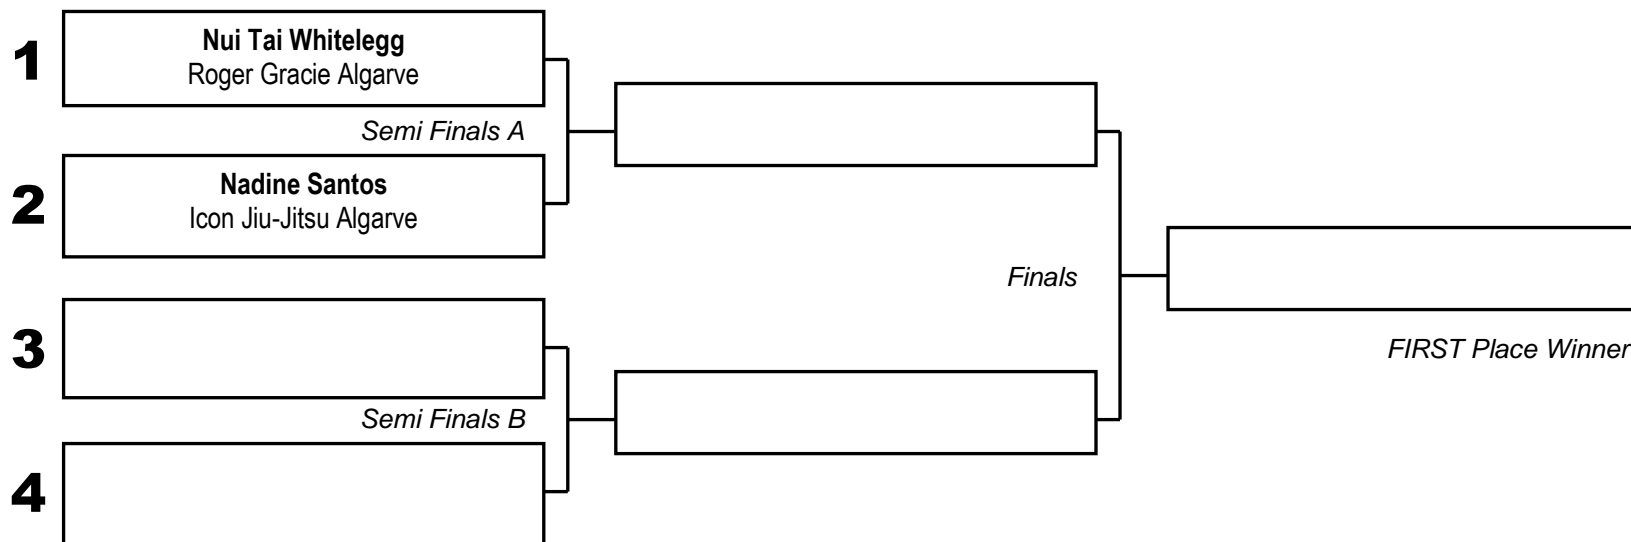 1
Nui Tai Whitelegg
Roger Gracie Algarve
Semi Finals A
2
Nadine Santos
Icon Jiu-Jitsu Algarve
Finals
3
FIRST Place Winner
Semi Finals B
4